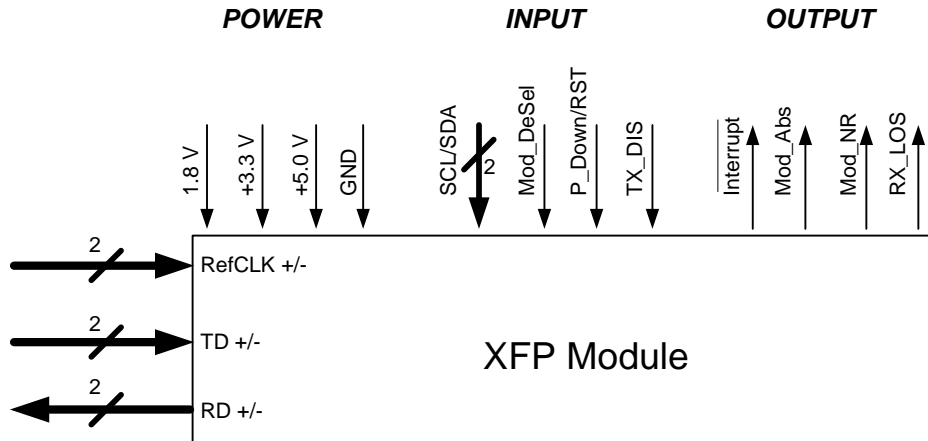 POWER
INPUT
OUTPUT
1.8 V
+3.3 V
+5.0 V
GND
SCL/SDA
2
Mod_DeSel
P_Down/RST
TX_DIS
Interrupt
Mod_Abs
Mod_NR
RX_LOS
2
RefCLK +/-
2
TD +/-
XFP Module
2
RD +/-